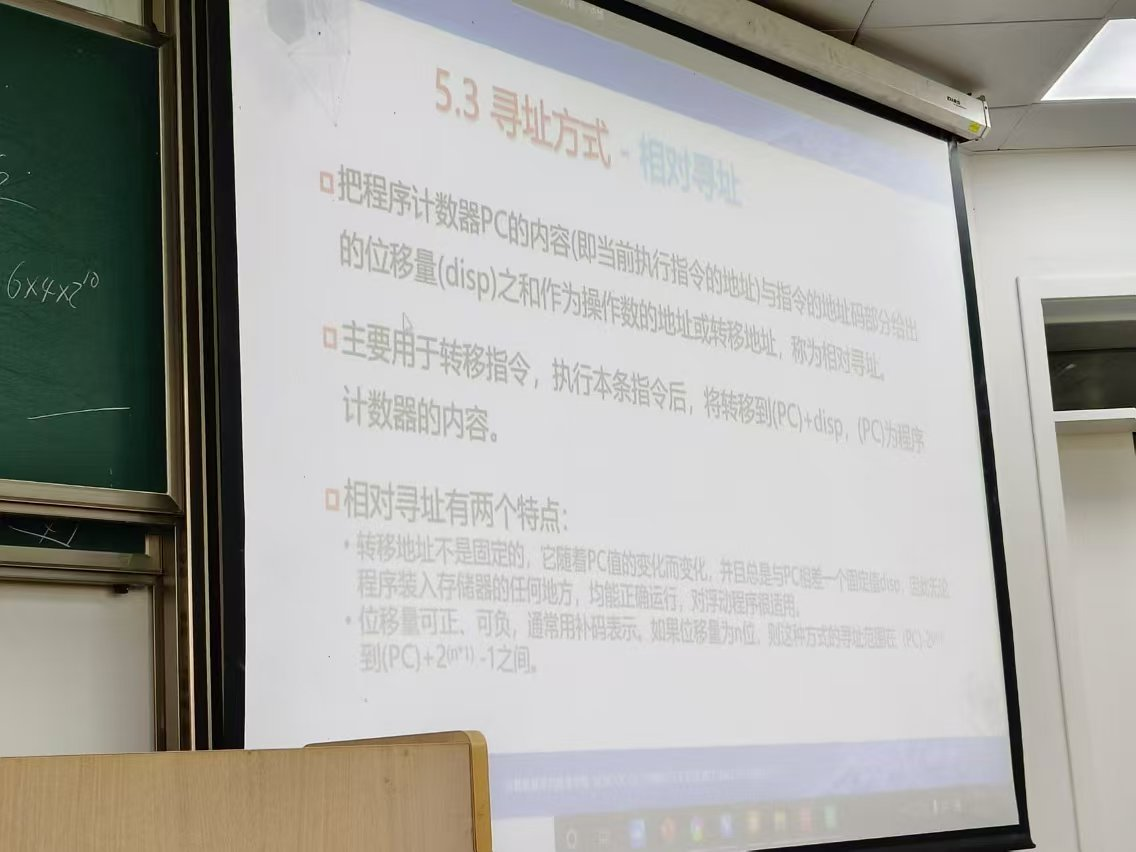 5.3 寻址方式 - 相对寻址
把程序计数器PC的内容(即当前执行指令的地址)与指令的地址码部分给出
的位移量(disp)之和作为操作数的地址或转移地址，称为相对寻址。
主要用于转移指令，执行本条指令后，将转移到(PC)+disp，(PC)为程序
计数器的内容。
相对寻址有两个特点：
转移地址不是固定的，它随着PC值的变化而变化，并且总是与PC相差一个固定值disp，因此无论
程序装入存储器的任何地方，均能正确运行，对浮动程序很适用。
位移量可正、可负，通常用补码表示。如果位移量为n位，则这种方式的寻址范围在
到(PC)+2⁽ⁿ⁻¹⁾ -1之间。
6×4×2¹⁰